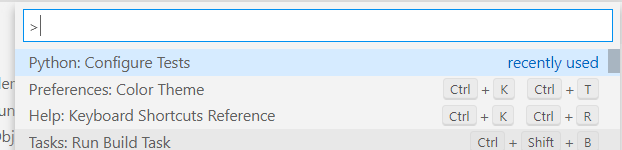 >
Python: Configure Tests recently used
Preferences: Color Theme Ctrl + K Ctrl + T
Help: Keyboard Shortcuts Reference Ctrl + K Ctrl + R
Tasks: Run Build Task Ctrl + Shift + B